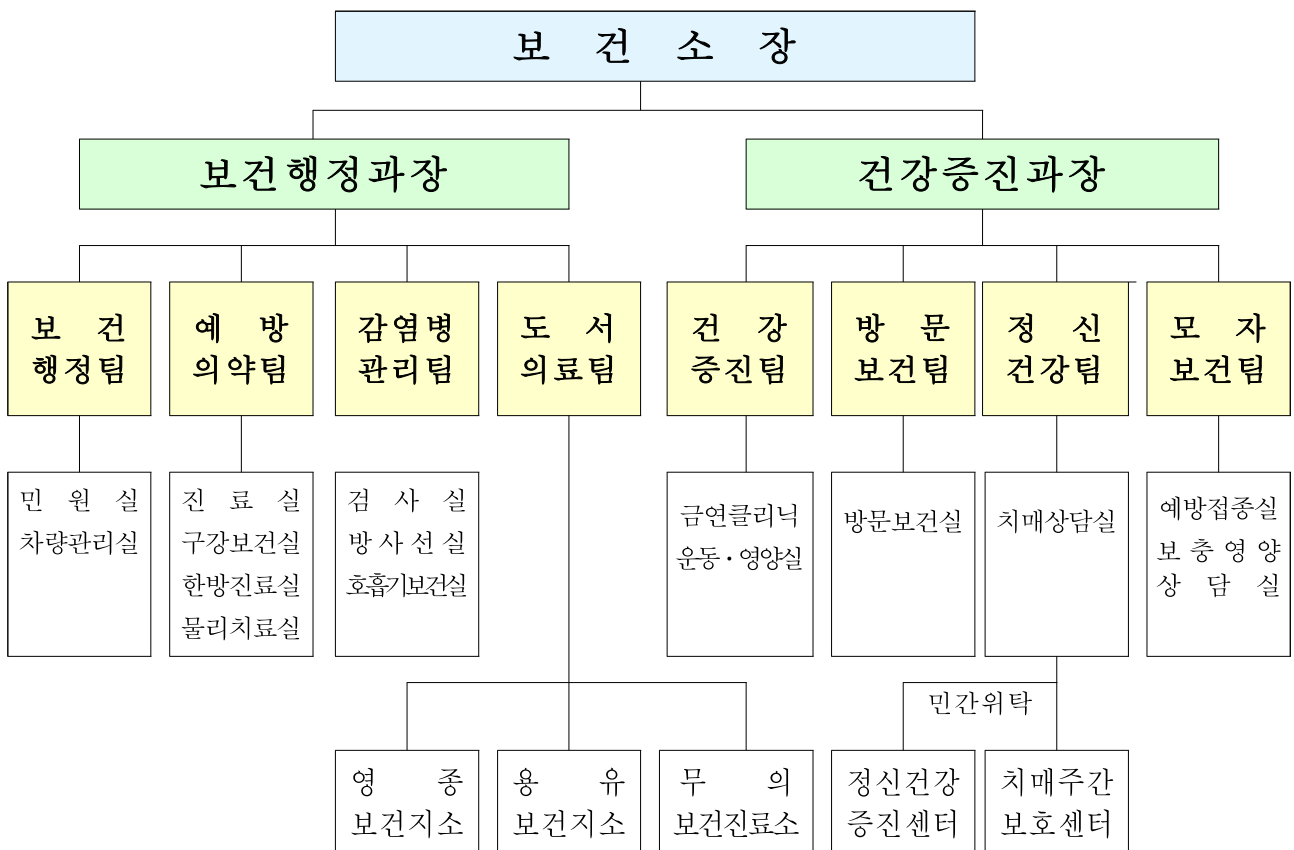 보 건 소 장
보건행정과장
건강증진과장
보 건
행정팀
예 방
의약팀
감염병
관리팀
도 서
의료팀
건 강
증진팀
방 문
보건팀
정 신
건강팀
모 자
보건팀
민 원 실
차량관리실
진 료 실
구강보건실
한방진료실
물리치료실
검 사 실
방 사 선 실
호흡기보건실
금연클리닉
운동·영양실
방문보건실
치매상담실
예방접종실
보 충 영 양
상 담 실
민간위탁
영 종
보건지소
용 유
보건지소
무 의
보건진료소
정신건강
증진센터
치매주간
보호센터